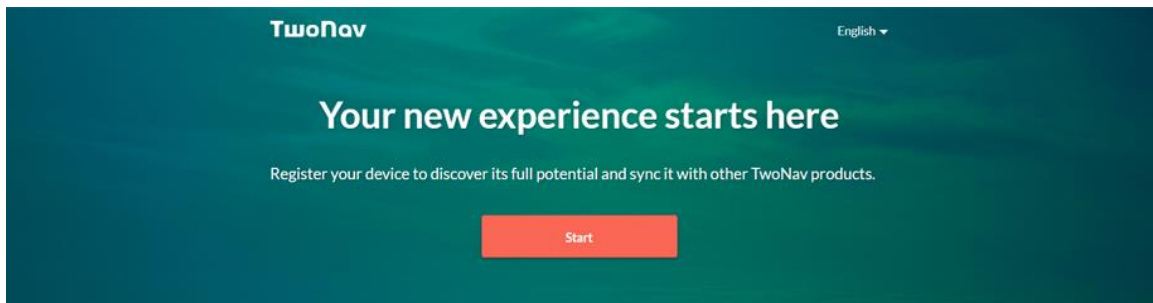 TwoNav
English
Your new experience starts here
Register your device to discover its full potential and sync it with other TwoNav products.
Start